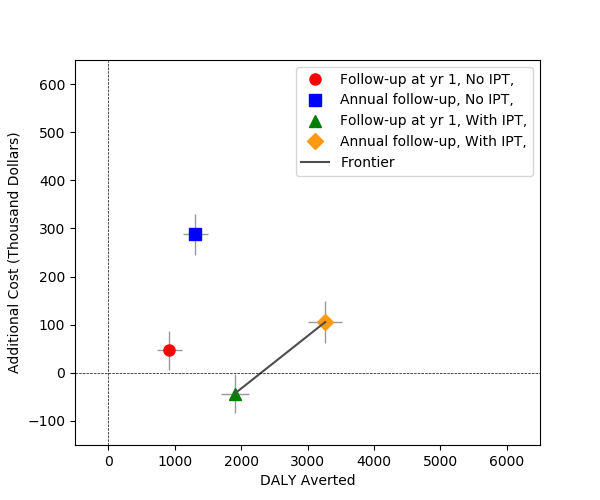 Follow-up at yr 1, No IPT,
Annual follow-up, No IPT,
Follow-up at yr 1, With IPT,
Annual follow-up, With IPT,
Frontier
Additional Cost (Thousand Dollars)
600
500
400
300
200
100
0
−100
0 1000 2000 3000 4000 5000 6000
DALY Averted